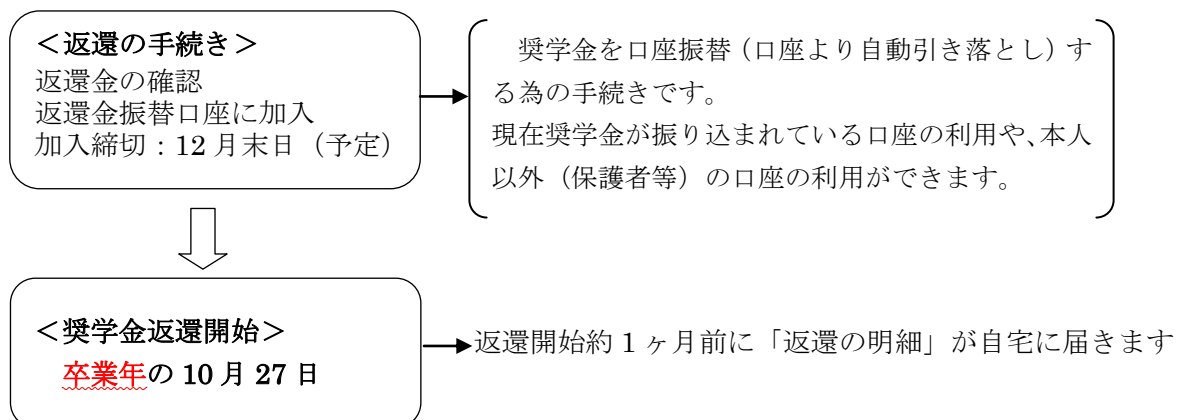 ＜返還の手続き＞
返還金の確認
返還金振替口座に加入
加入締切：12月末日（予定）
奨学金を口座振替（口座より自動引き落とし）す
る為の手続きです。
現在奨学金が振り込まれている口座の利用や、本人
以外（保護者等）の口座の利用ができます。
＜奨学金返還開始＞
卒業年の10月27日
返還開始約1ヶ月前に「返還の明細」が自宅に届きます